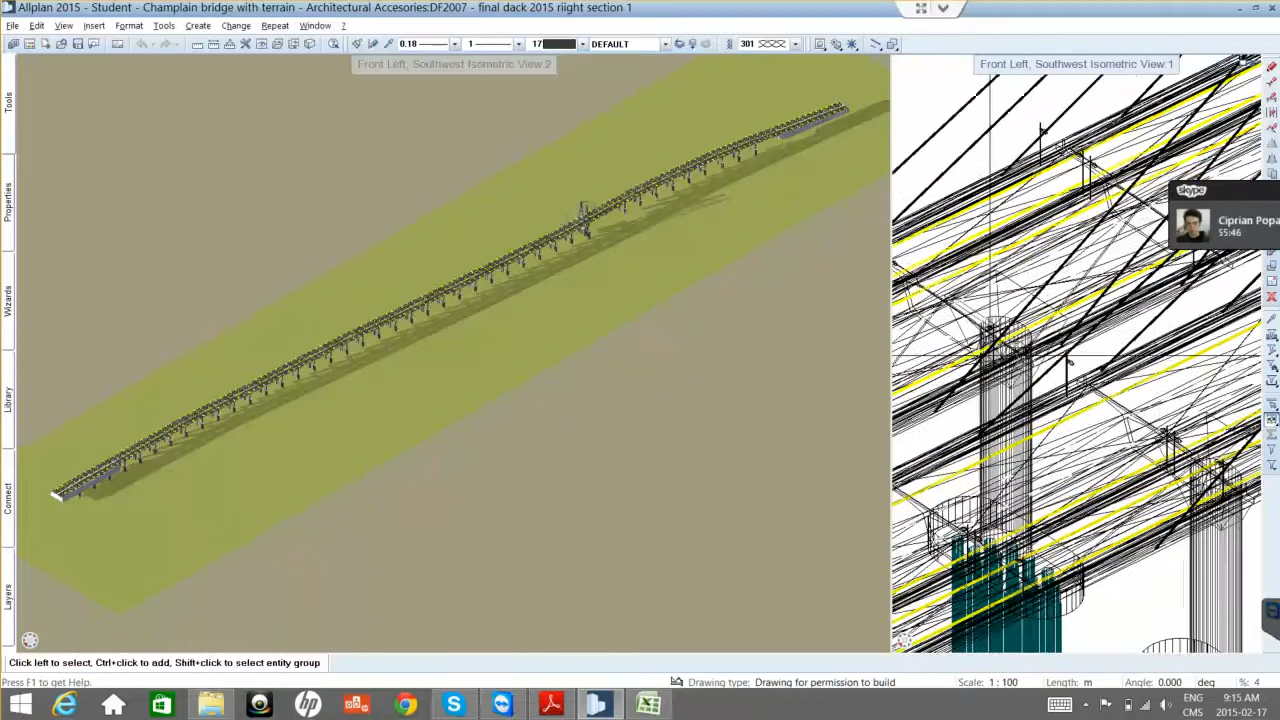 Allplan 2015 - Student - Champlain bridge with terrain - Architectural Accesories:DF2007 - final dack 2015 riight section 1
File Edit View Insert Format Tools Create Change Repeat Window ?
0.18 1 17 DEFAULT 301
Front Left, Southwest Isometric View 2
Front Left, Southwest Isometric View 1
Tools
Properties
Wizards
Library
Connect
Layers
skype
Ciprian Popa
55:46
Click left to select, Ctrl+click to add, Shift+click to select entity group
Press F1 to get Help.
Drawing type: Drawing for permission to build
Scale: 1 : 100
Length: m
Angle: 0.000 deg
%: 4
ENG
CMS
9:15 AM
2015-02-17